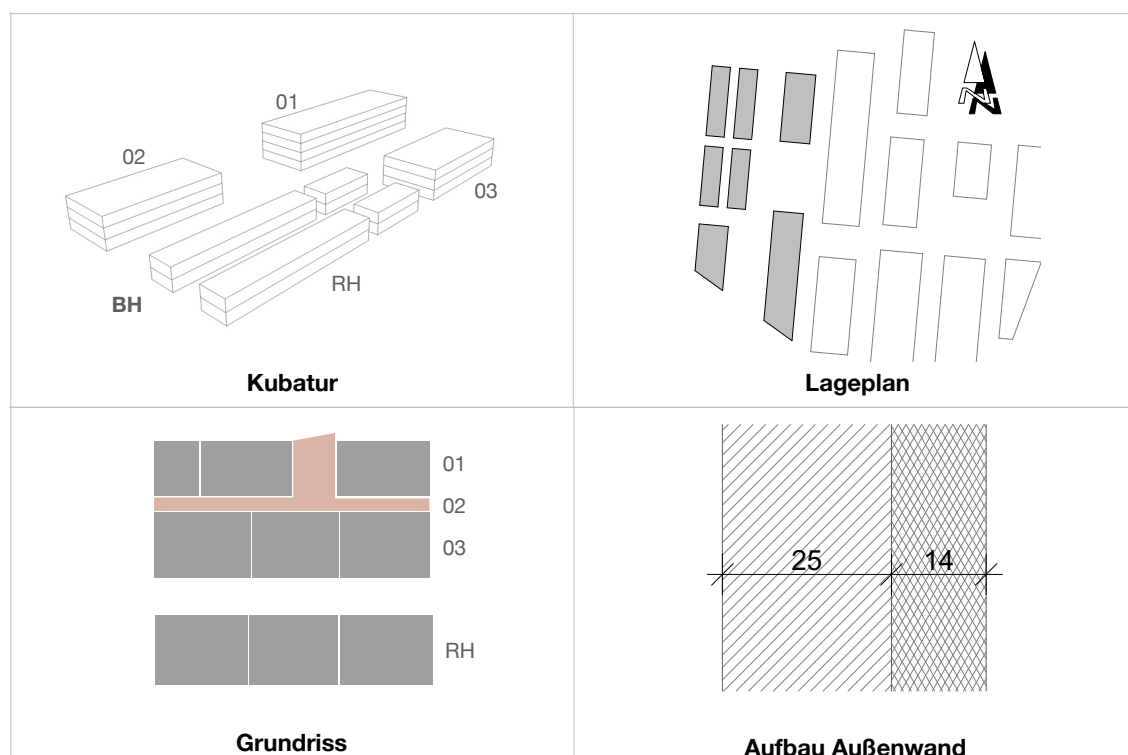 01
02
03
RH
BH
Kubatur
N
Lageplan
01
02
03
RH
Grundriss
25
14
Aufbau Außenwand